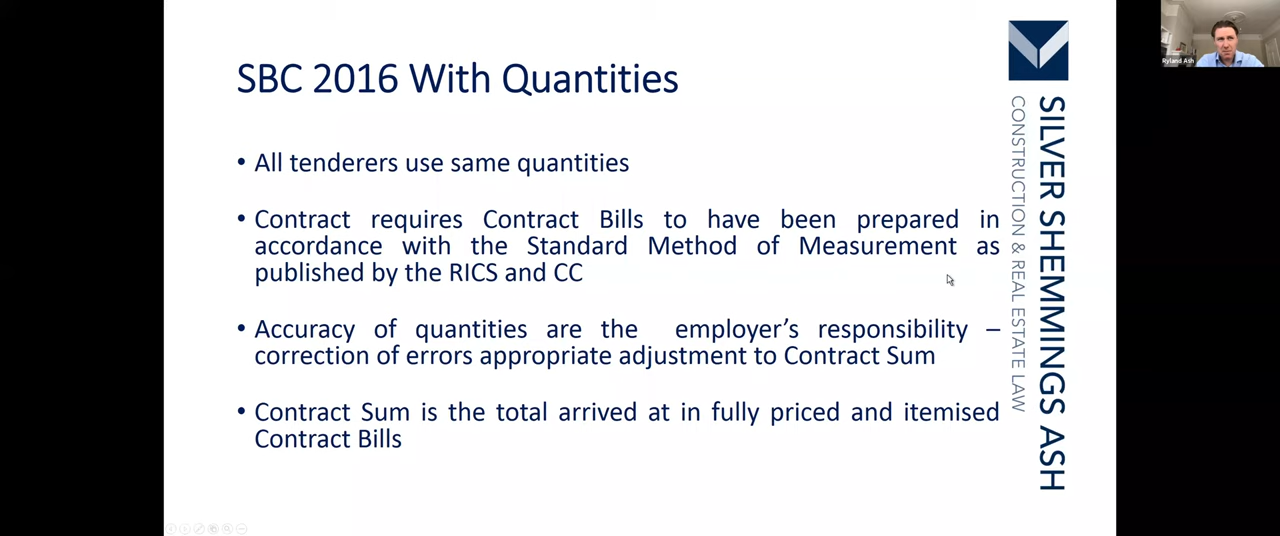 SBC 2016 With Quantities
• All tenderers use same quantities
• Contract requires Contract Bills to have been prepared in
accordance with the Standard Method of Measurement as
published by the RICS and CC
• Accuracy of quantities are the employer’s responsibility –
correction of errors appropriate adjustment to Contract Sum
• Contract Sum is the total arrived at in fully priced and itemised
Contract Bills
SILVER SHEMMINGS ASH
CONSTRUCTION & REAL ESTATE LAW
Ryland Ash